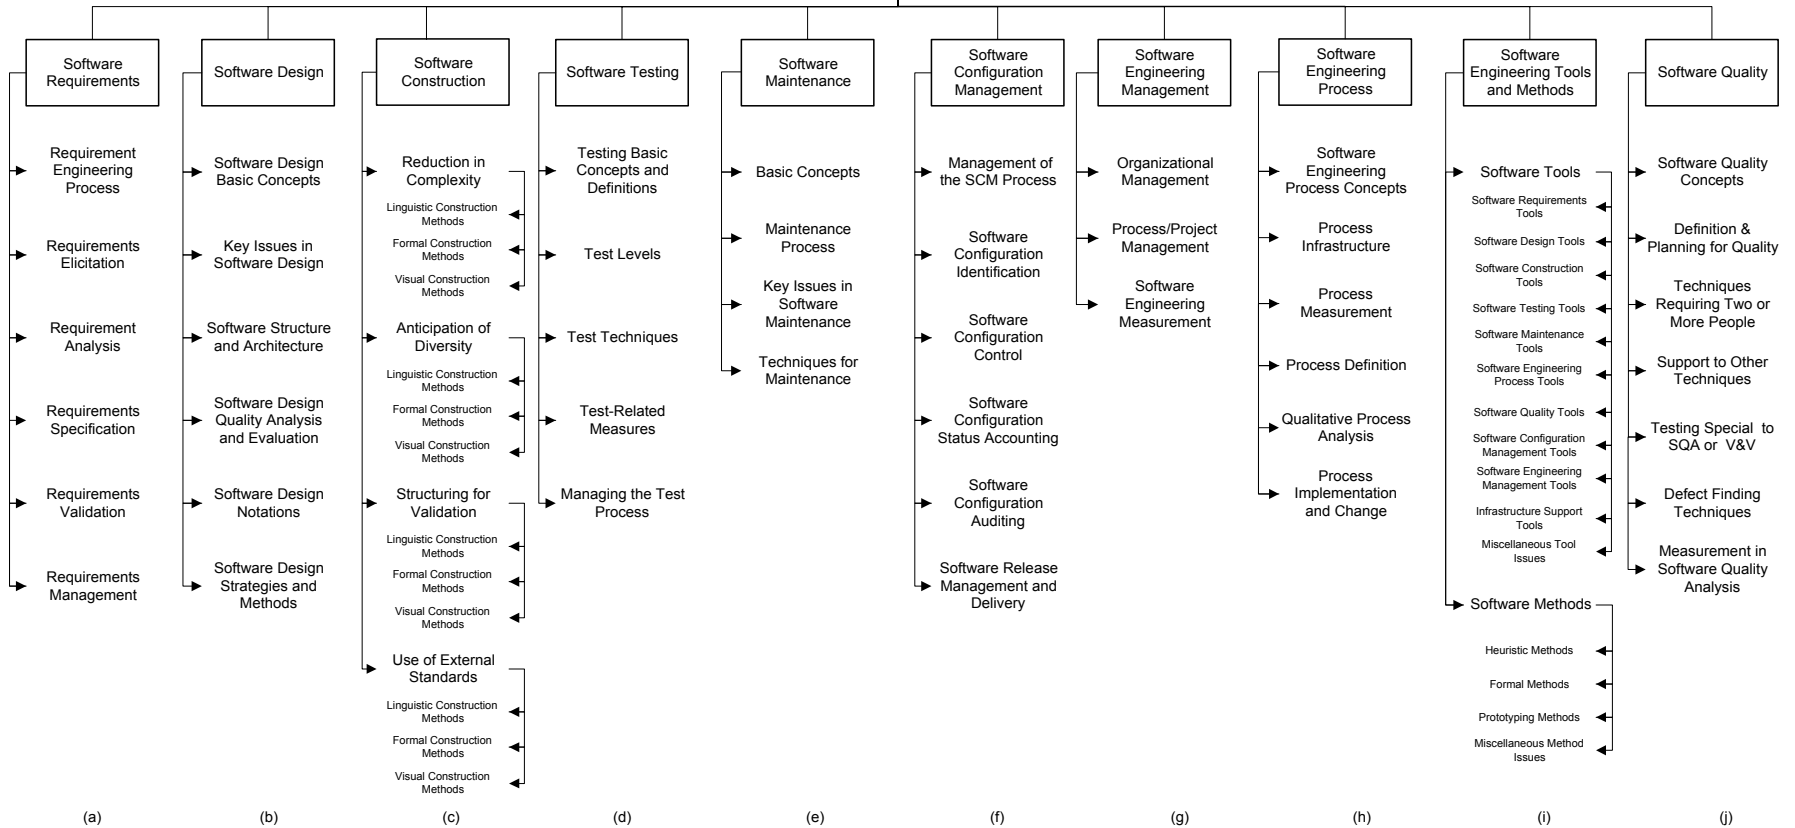 Software
Requirements
Requirement
Engineering
Process
Requirements
Elicitation
Requirement
Analysis
Requirements
Specification
Requirements
Validation
Requirements
Management
(a)
Software Design
Software Design
Basic Concepts
Key Issues in
Software Design
Software Structure
and Architecture
Software Design
Quality Analysis
and Evaluation
Software Design
Notations
Software Design
Strategies and
Methods
(b)
Software
Construction
Reduction in
Complexity
Linguistic Construction
Methods
Formal Construction
Methods
Visual Construction
Methods
Anticipation of
Diversity
Linguistic Construction
Methods
Formal Construction
Methods
Visual Construction
Methods
Structuring for
Validation
Linguistic Construction
Methods
Formal Construction
Methods
Visual Construction
Methods
Use of External
Standards
Linguistic Construction
Methods
Formal Construction
Methods
Visual Construction
Methods
(c)
Software Testing
Testing Basic
Concepts and
Definitions
Test Levels
Test Techniques
Test-Related
Measures
Managing the Test
Process
(d)
Software
Maintenance
Basic Concepts
Maintenance
Process
Key Issues in
Software
Maintenance
Techniques for
Maintenance
(e)
Software
Configuration
Management
Management of
the SCM Process
Software
Configuration
Identification
Software
Configuration
Control
Software
Configuration
Status Accounting
Software
Configuration
Auditing
Software Release
Management and
Delivery
(f)
Software
Engineering
Management
Organizational
Management
Process/Project
Management
Software
Engineering
Measurement
(g)
Software
Engineering
Process
Software
Engineering
Process Concepts
Process
Infrastructure
Process
Measurement
Process Definition
Qualitative Process
Analysis
Process
Implementation
and Change
(h)
Software
Engineering Tools
and Methods
Software Tools
Software Requirements
Tools
Software Design Tools
Software Construction
Tools
Software Testing Tools
Software Maintenance
Tools
Software Engineering
Process Tools
Software Quality Tools
Software Configuration
Management Tools
Software Engineering
Management Tools
Infrastructure Support
Tools
Miscellaneous Tool
Issues
Software Methods
Heuristic Methods
Formal Methods
Prototyping Methods
Miscellaneous Method
Issues
(i)
Software Quality
Software Quality
Concepts
Definition &
Planning for Quality
Techniques
Requiring Two or
More People
Support to Other
Techniques
Testing Special to
SQA or V&V
Defect Finding
Techniques
Measurement in
Software Quality
Analysis
(j)